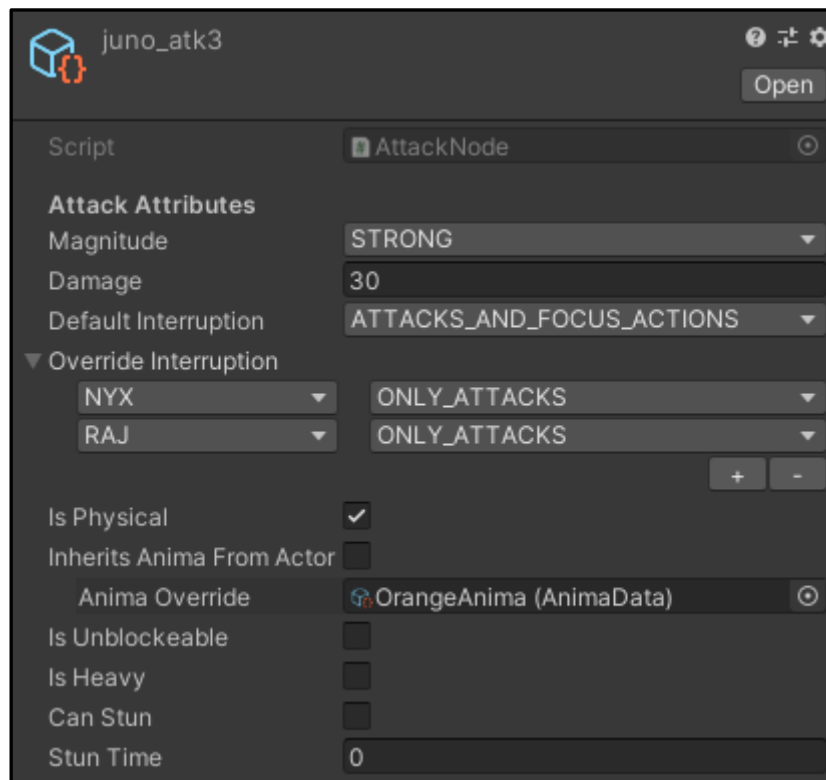 juno_atk3
Open
Script AttackNode
Attack Attributes
Magnitude STRONG
Damage 30
Default Interruption ATTACKS_AND_FOCUS_ACTIONS
Override Interruption
NYX ONLY_ATTACKS
RAJ ONLY_ATTACKS
+ -
Is Physical
Inherits Anima From Actor
Anima Override OrangeAnima (AnimaData)
Is Unblockeable
Is Heavy
Can Stun
Stun Time 0